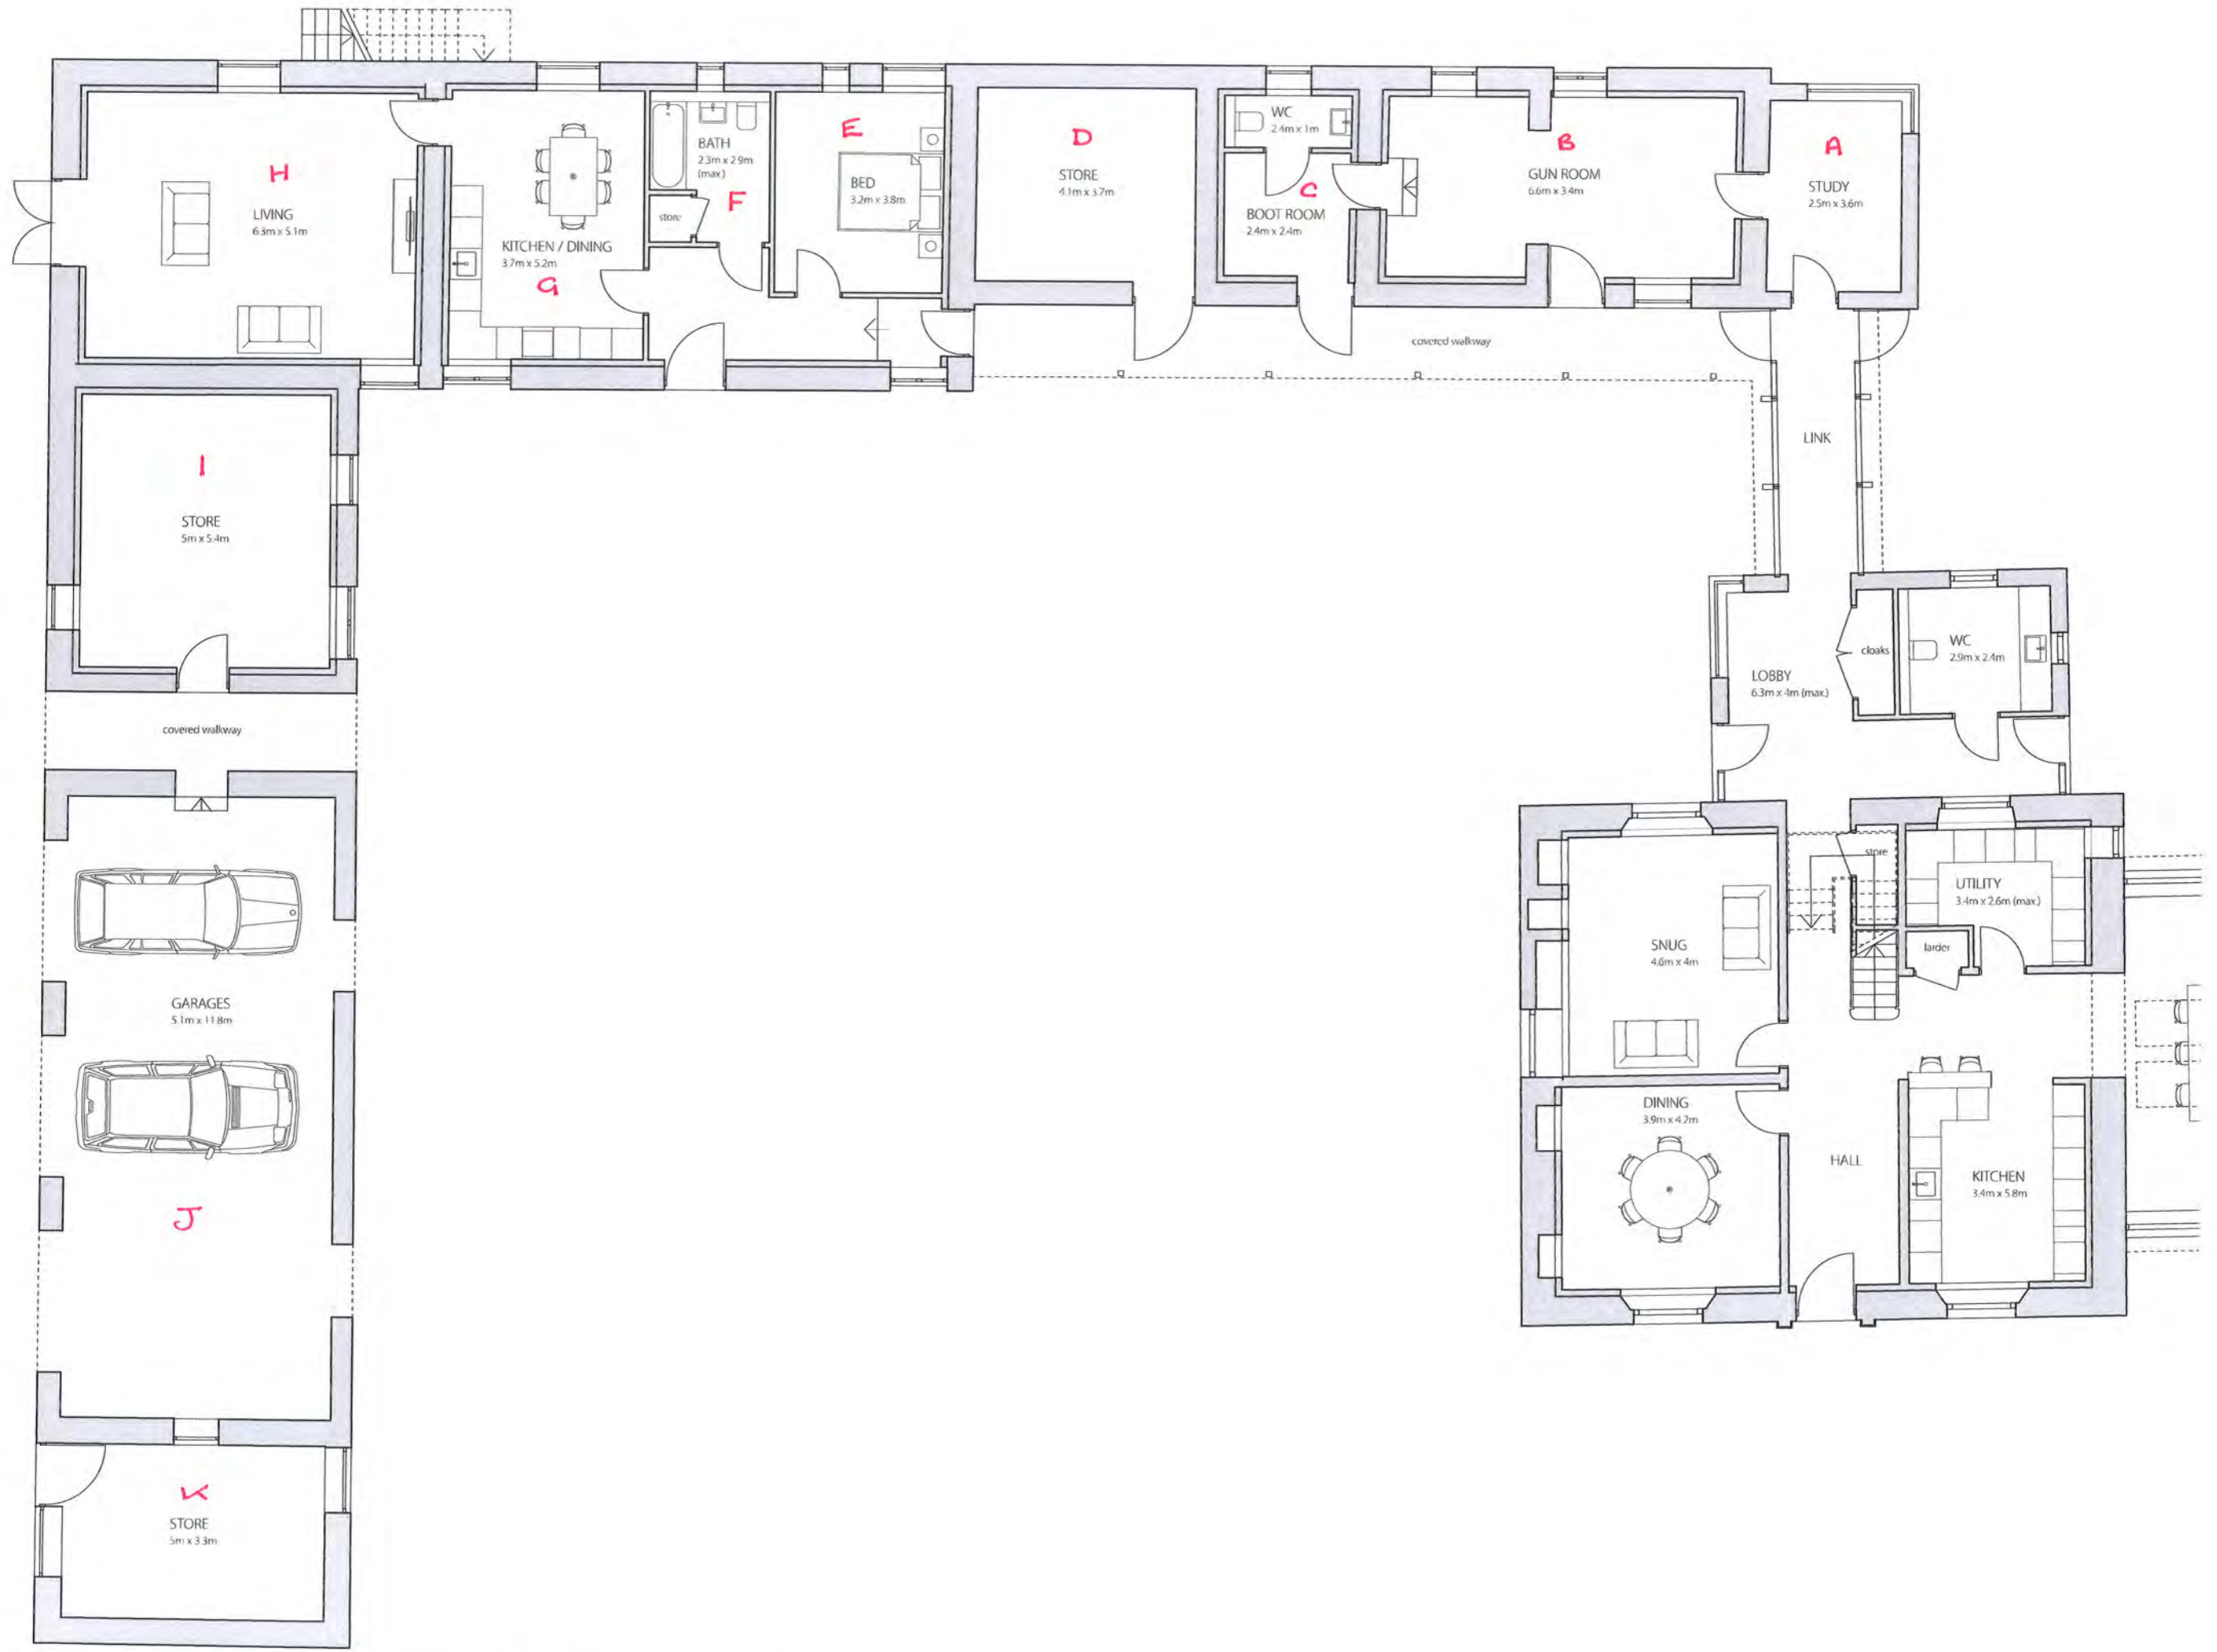 H
LIVING
6.3m x 5.1m
G
KITCHEN / DINING
3.7m x 5.2m
BATH
2.3m x 2.9m
(max)
F
store
E
BED
3.2m x 3.8m
D
STORE
4.1m x 3.7m
WC
2.4m x 1m
C
BOOT ROOM
2.4m x 2.4m
B
GUN ROOM
6.6m x 3.4m
A
STUDY
2.5m x 3.6m
covered walkway
LINK
I
STORE
5m x 5.4m
covered walkway
LOBBY
6.3m x 4m (max.)
cloaks
WC
2.9m x 2.4m
GARAGES
5.1m x 11.8m
J
K
STORE
5m x 3.3m
SNUG
4.6m x 4m
store
UTILITY
3.4m x 2.6m (max.)
larder
DINING
3.9m x 4.2m
HALL
KITCHEN
3.4m x 5.8m